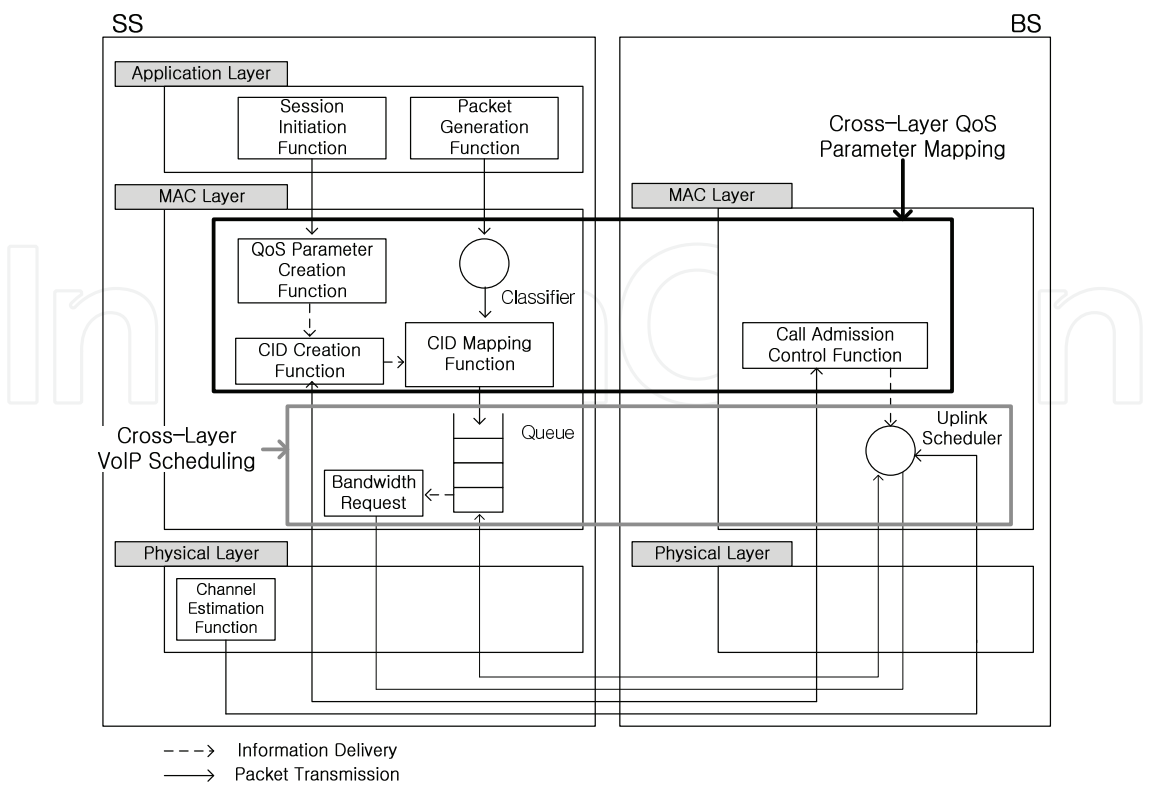 SS
BS
Application Layer
Session
Initiation
Function
Packet
Generation
Function
Cross-Layer QoS
Parameter Mapping
MAC Layer
MAC Layer
QoS Parameter
Creation
Function
Classifier
CID Creation
Function
CID Mapping
Function
Call Admission
Control Function
Cross-Layer
VoIP Scheduling
Queue
Uplink
Scheduler
Bandwidth
Request
Physical Layer
Physical Layer
Channel
Estimation
Function
Information Delivery
Packet Transmission